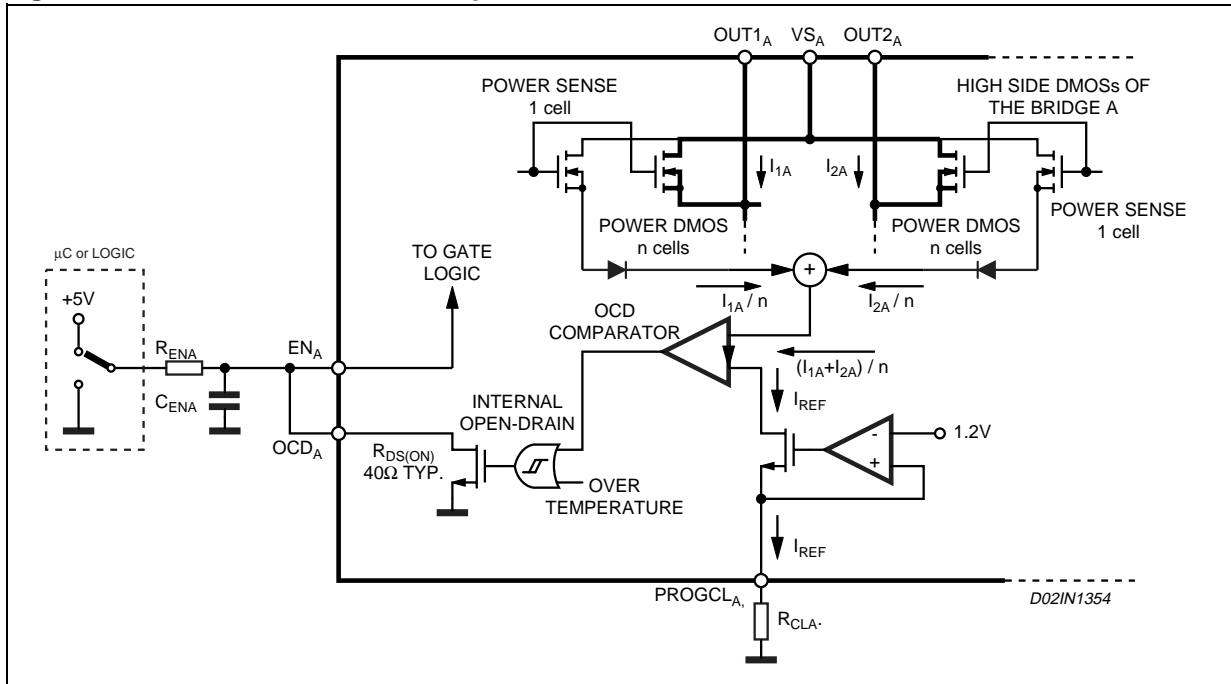 OUT1A VSA OUT2A
POWER SENSE
1 cell
HIGH SIDE DMOSs OF
THE BRIDGE A
I1A
I2A
POWER DMOS
n cells
POWER DMOS
n cells
POWER SENSE
1 cell
μC or LOGIC
+5V
TO GATE
LOGIC
+
I1A / n
I2A / n
OCD
COMPARATOR
RENA
ENA
(I1A+I2A) / n
IREF
CENA
INTERNAL
OPEN-DRAIN
-
1.2V
+
OCDA
RDS(ON)
40Ω TYP.
OVER
TEMPERATURE
IREF
PROGCLA,
RCLA.
D02IN1354